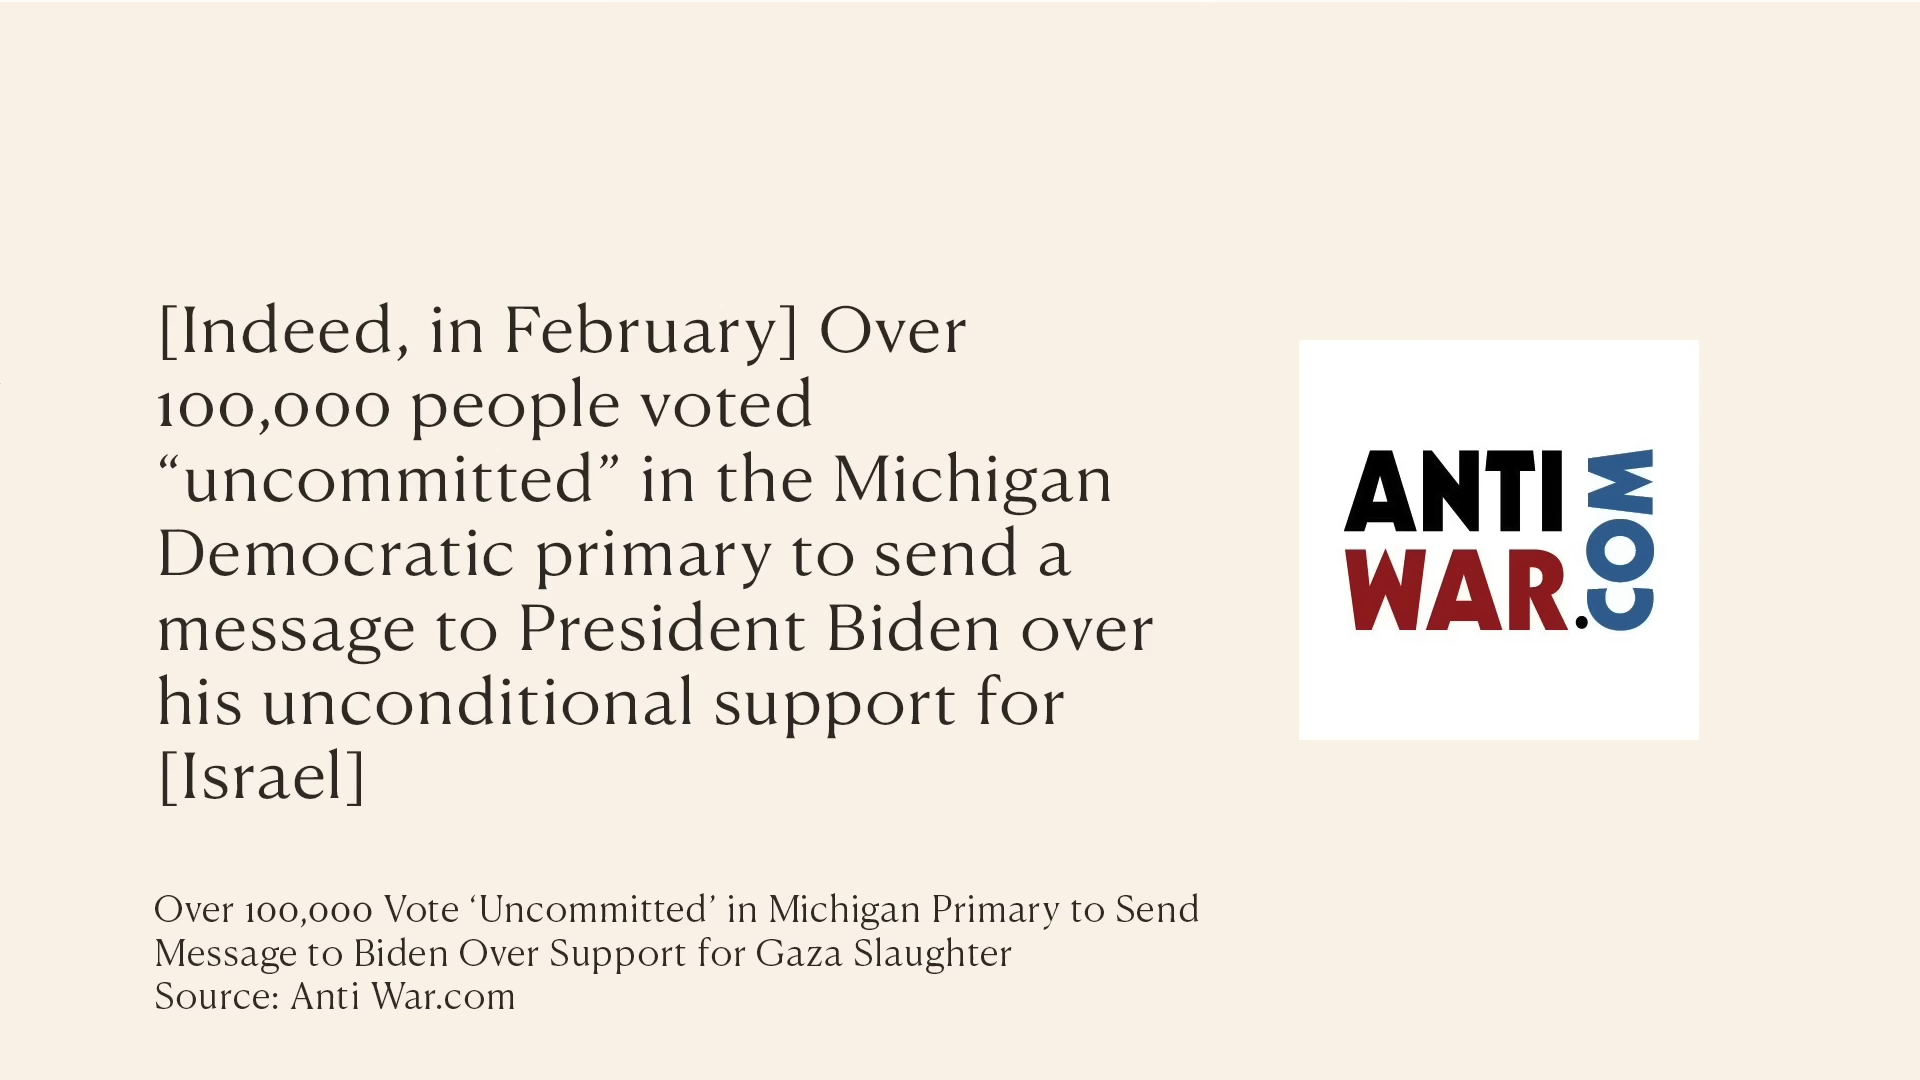 [Indeed, in February] Over
100,000 people voted
“uncommitted” in the Michigan
Democratic primary to send a
message to President Biden over
his unconditional support for
[Israel]
ANTI
WAR.COM
Over 100,000 Vote ‘Uncommitted’ in Michigan Primary to Send
Message to Biden Over Support for Gaza Slaughter
Source: Anti War.com